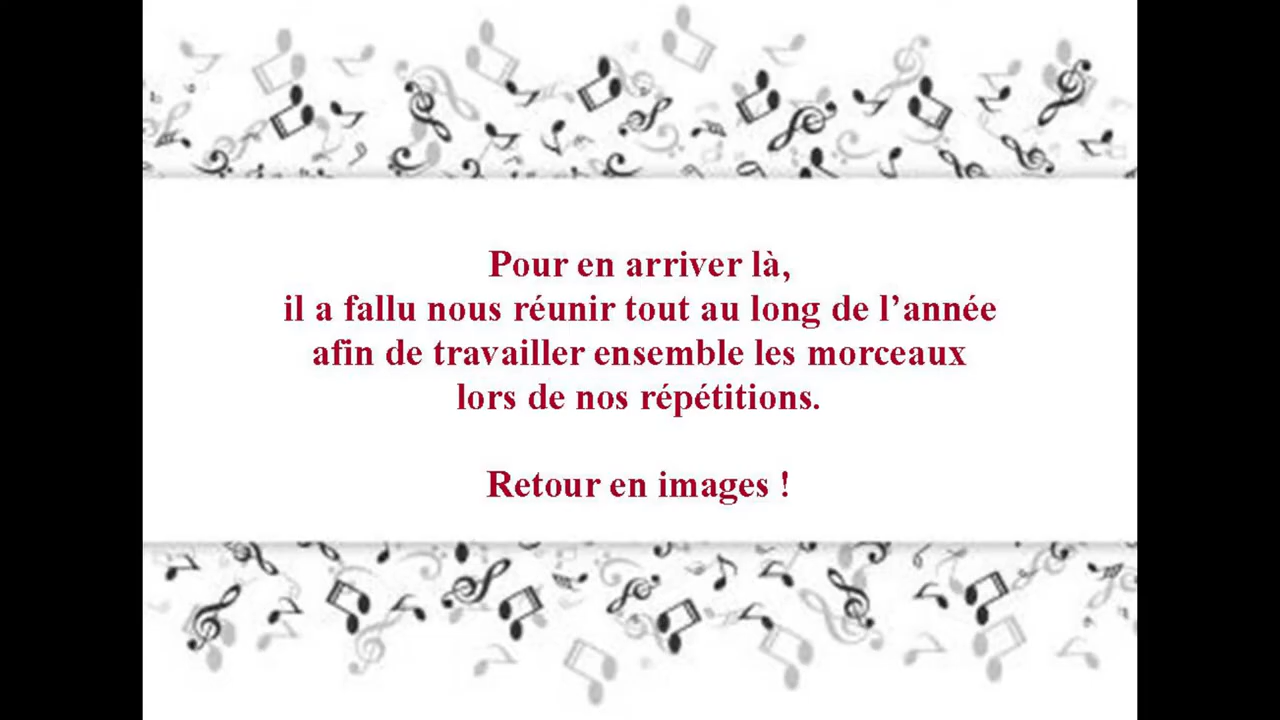 Pour en arriver là,
il a fallu nous réunir tout au long de l’année
afin de travailler ensemble les morceaux
lors de nos répétitions.
Retour en images !